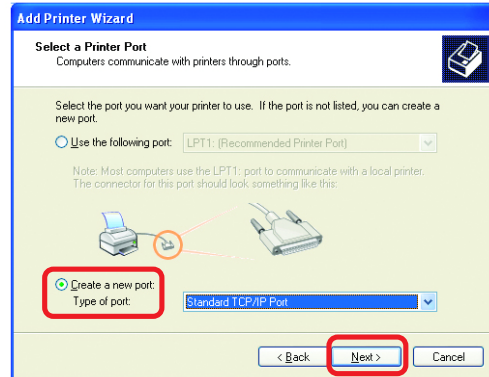 Add Printer Wizard
Select a Printer Port
Computers communicate with printers through ports.
Select the port you want your printer to use. If the port is not listed, you can create a
new port.
Use the following port: LPT1: (Recommended Printer Port)
Note: Most computers use the LPT1: port to communicate with a local printer.
The connector for this port should look something like this:
Create a new port:
Type of port: Standard TCP/IP Port
< Back Next > Cancel